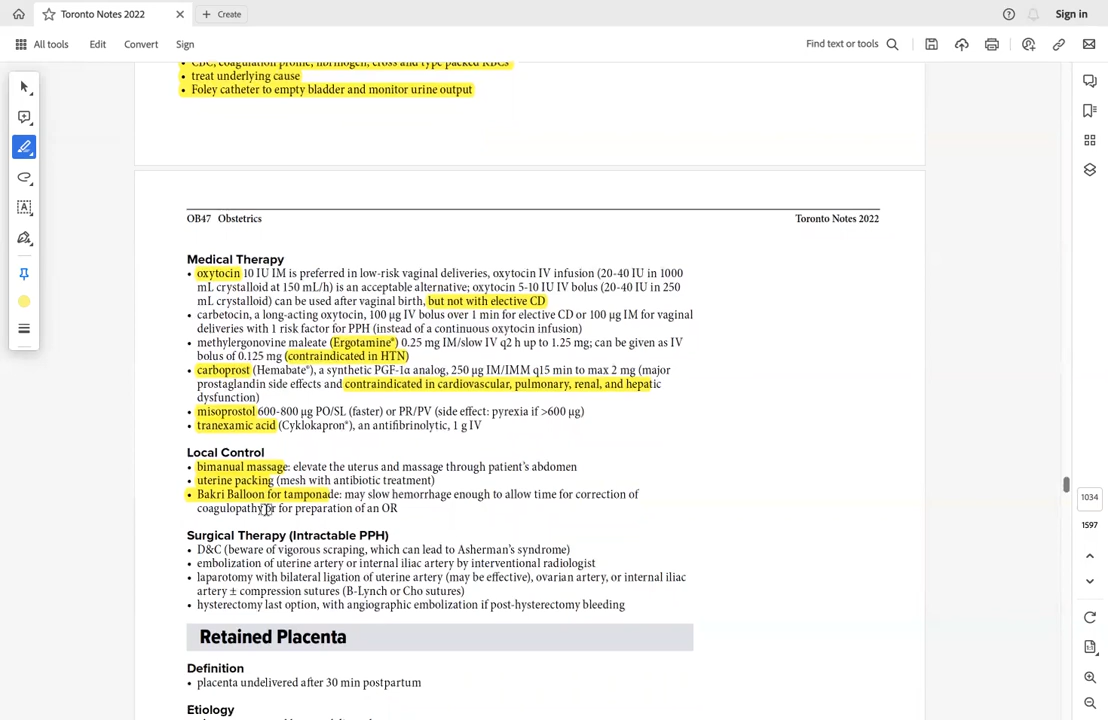 Toronto Notes 2022
Create
Sign in
All tools
Edit
Convert
Sign
Find text or tools
• CBC, coagulation profile, fibrinogen, cross and type packed RBCs
• treat underlying cause
• Foley catheter to empty bladder and monitor urine output
OB47 Obstetrics
Toronto Notes 2022
Medical Therapy
• oxytocin 10 IU IM is preferred in low-risk vaginal deliveries, oxytocin IV infusion (20-40 IU in 1000
mL crystalloid at 150 mL/h) is an acceptable alternative; oxytocin 5-10 IU IV bolus (20-40 IU in 250
mL crystalloid) can be used after vaginal birth, but not with elective CD
• carbetocin, a long-acting oxytocin, 100 µg IV bolus over 1 min for elective CD or 100 µg IM for vaginal
deliveries with 1 risk factor for PPH (instead of a continuous oxytocin infusion)
• methylergonovine maleate (Ergotamine®) 0.25 mg IM/slow IV q2 h up to 1.25 mg; can be given as IV
bolus of 0.125 mg (contraindicated in HTN)
• carboprost (Hemabate®), a synthetic PGF-1α analog, 250 µg IM/IMM q15 min to max 2 mg (major
prostaglandin side effects and contraindicated in cardiovascular, pulmonary, renal, and hepatic
dysfunction)
• misoprostol 600-800 µg PO/SL (faster) or PR/PV (side effect: pyrexia if >600 µg)
• tranexamic acid (Cyklokapron®), an antifibrinolytic, 1 g IV
Local Control
• bimanual massage: elevate the uterus and massage through patient's abdomen
• uterine packing (mesh with antibiotic treatment)
• Bakri Balloon for tamponade: may slow hemorrhage enough to allow time for correction of
coagulopathy or for preparation of an OR
Surgical Therapy (Intractable PPH)
• D&C (beware of vigorous scraping, which can lead to Asherman's syndrome)
• embolization of uterine artery or internal iliac artery by interventional radiologist
• laparotomy with bilateral ligation of uterine artery (may be effective), ovarian artery, or internal iliac
artery ± compression sutures (B-Lynch or Cho sutures)
• hysterectomy last option, with angiographic embolization if post-hysterectomy bleeding
Retained Placenta
Definition
• placenta undelivered after 30 min postpartum
Etiology
1034
1597